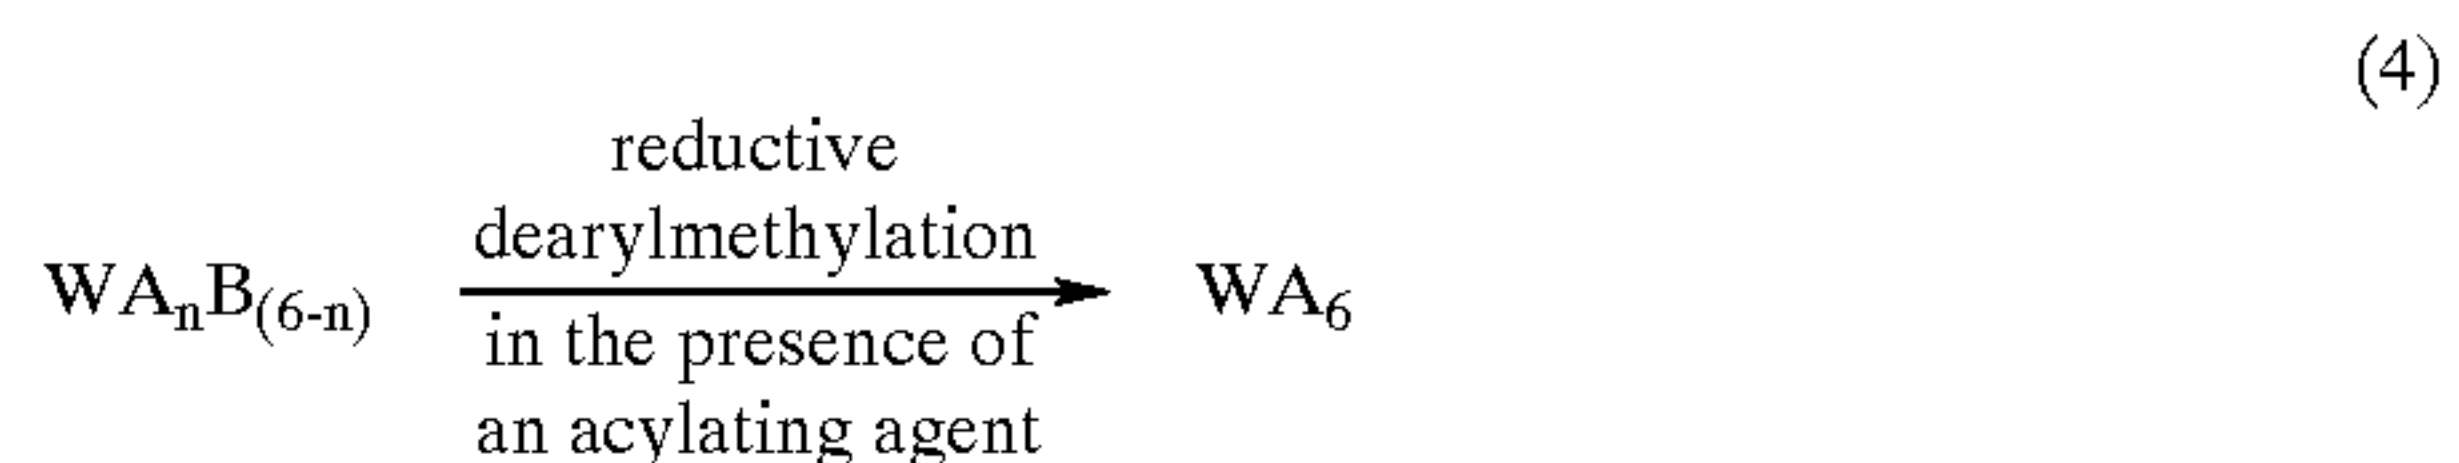 (4)
reductive
dearylmethylation
WAnB(6-n) WA6
in the presence of
an acylating agent